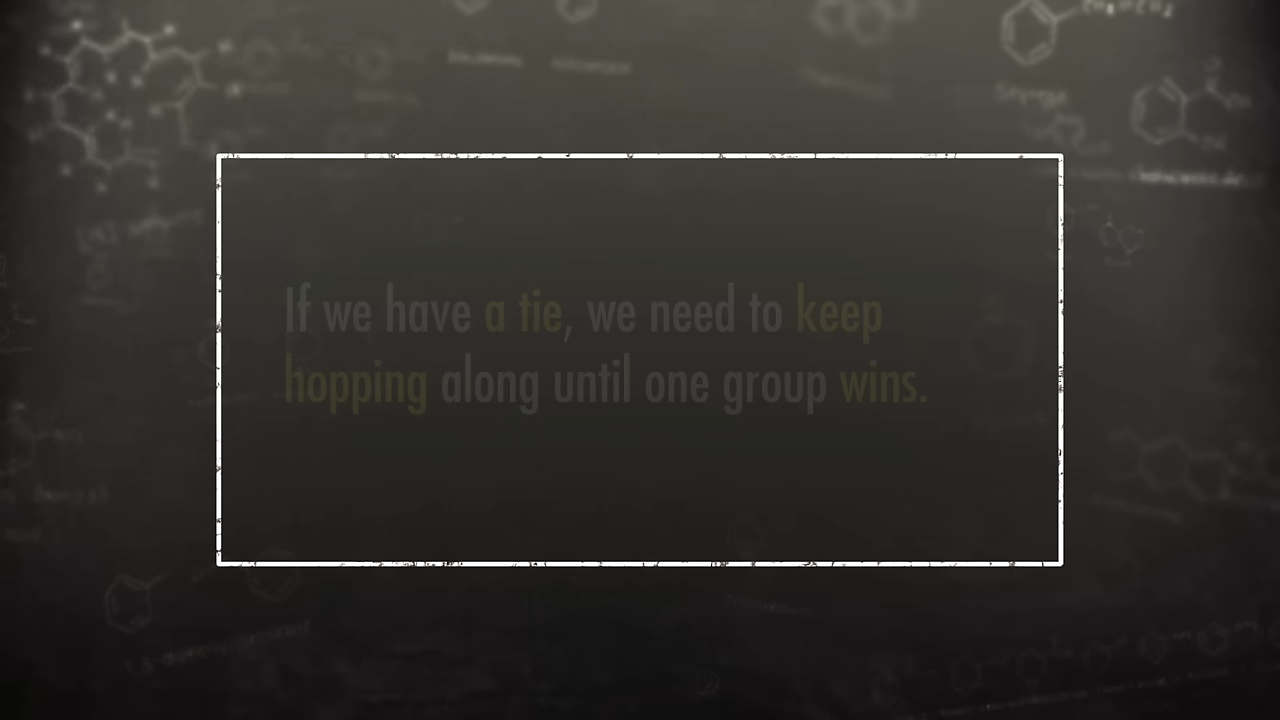 If we have a tie, we need to keep
hopping along until one group wins.